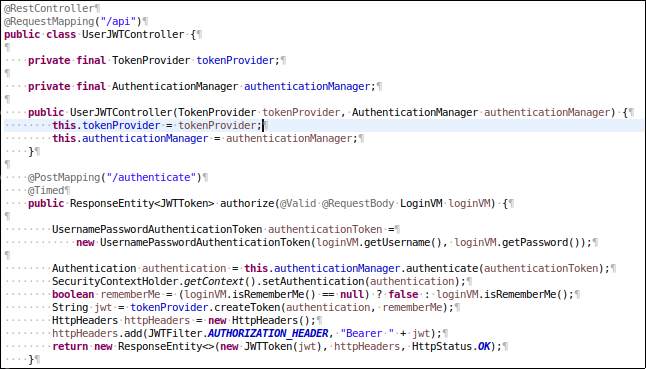 @RestController
@RequestMapping("/api")
public class UserJWTController {

    private final TokenProvider tokenProvider;

    private final AuthenticationManager authenticationManager;

    public UserJWTController(TokenProvider tokenProvider, AuthenticationManager authenticationManager) {
        this.tokenProvider = tokenProvider;
        this.authenticationManager = authenticationManager;
    }

    @PostMapping("/authenticate")
    @Timed
    public ResponseEntity<JWTToken> authorize(@Valid @RequestBody LoginVM loginVM) {

        UsernamePasswordAuthenticationToken authenticationToken =
            new UsernamePasswordAuthenticationToken(loginVM.getUsername(), loginVM.getPassword());

        Authentication authentication = this.authenticationManager.authenticate(authenticationToken);
        SecurityContextHolder.getContext().setAuthentication(authentication);
        boolean rememberMe = (loginVM.isRememberMe() == null) ? false : loginVM.isRememberMe();
        String jwt = tokenProvider.createToken(authentication, rememberMe);
        HttpHeaders httpHeaders = new HttpHeaders();
        httpHeaders.add(JWTFilter.AUTHORIZATION_HEADER, "Bearer " + jwt);
        return new ResponseEntity<>(new JWTToken(jwt), httpHeaders, HttpStatus.OK);
    }